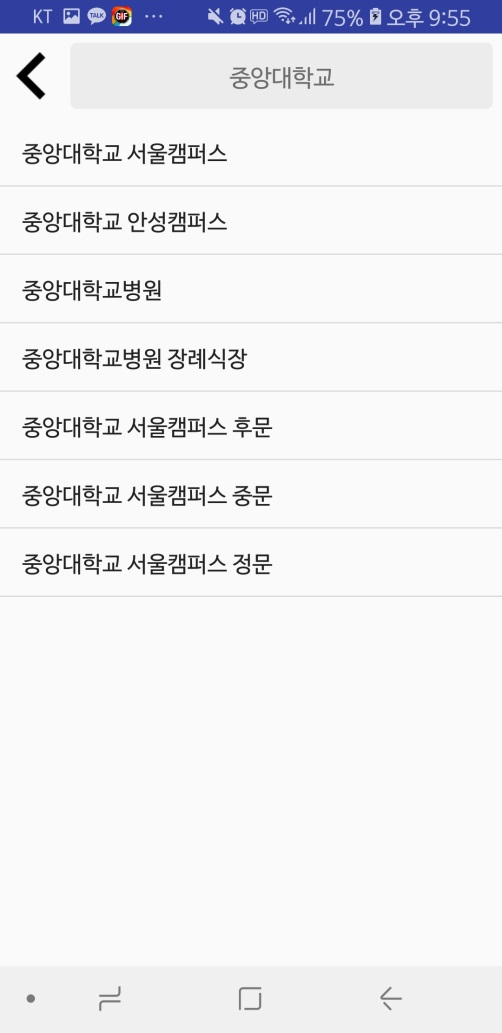 KT TALK GIF ... HD 75% 오후 9:55
중앙대학교
중앙대학교 서울캠퍼스
중앙대학교 안성캠퍼스
중앙대학교병원
중앙대학교병원 장례식장
중앙대학교 서울캠퍼스 후문
중앙대학교 서울캠퍼스 중문
중앙대학교 서울캠퍼스 정문